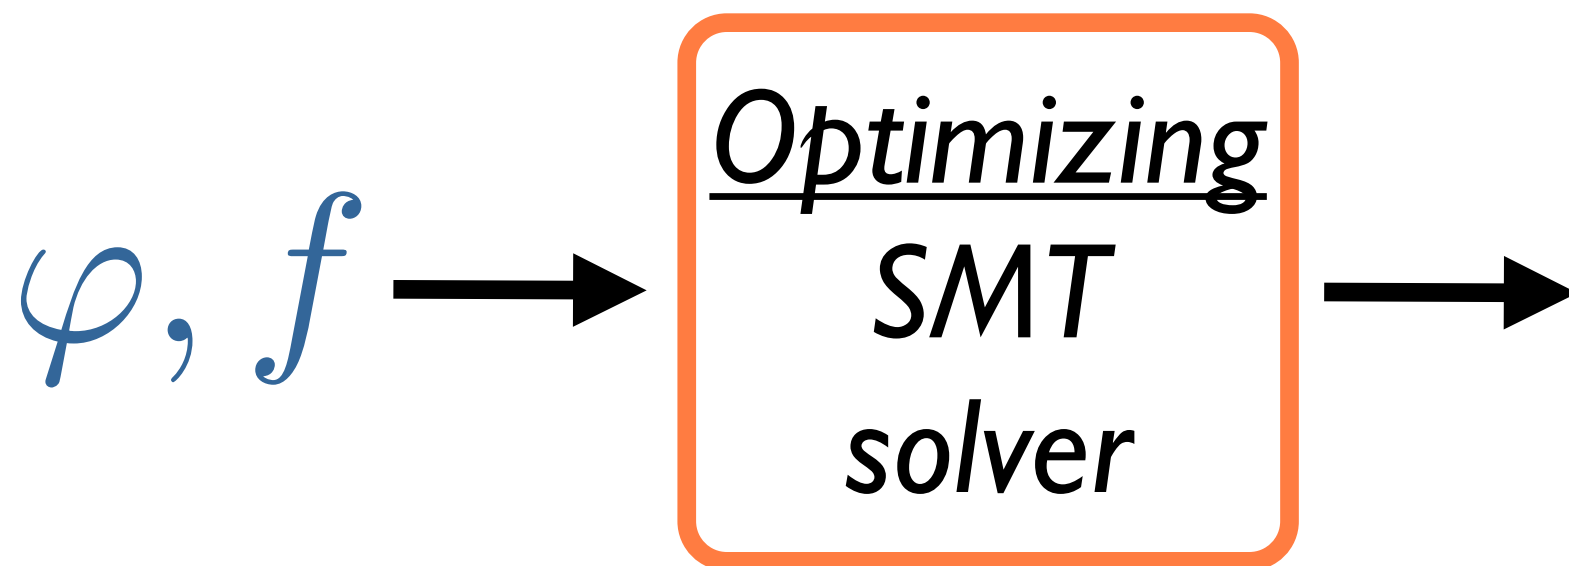 φ, f
Optimizing
SMT
solver